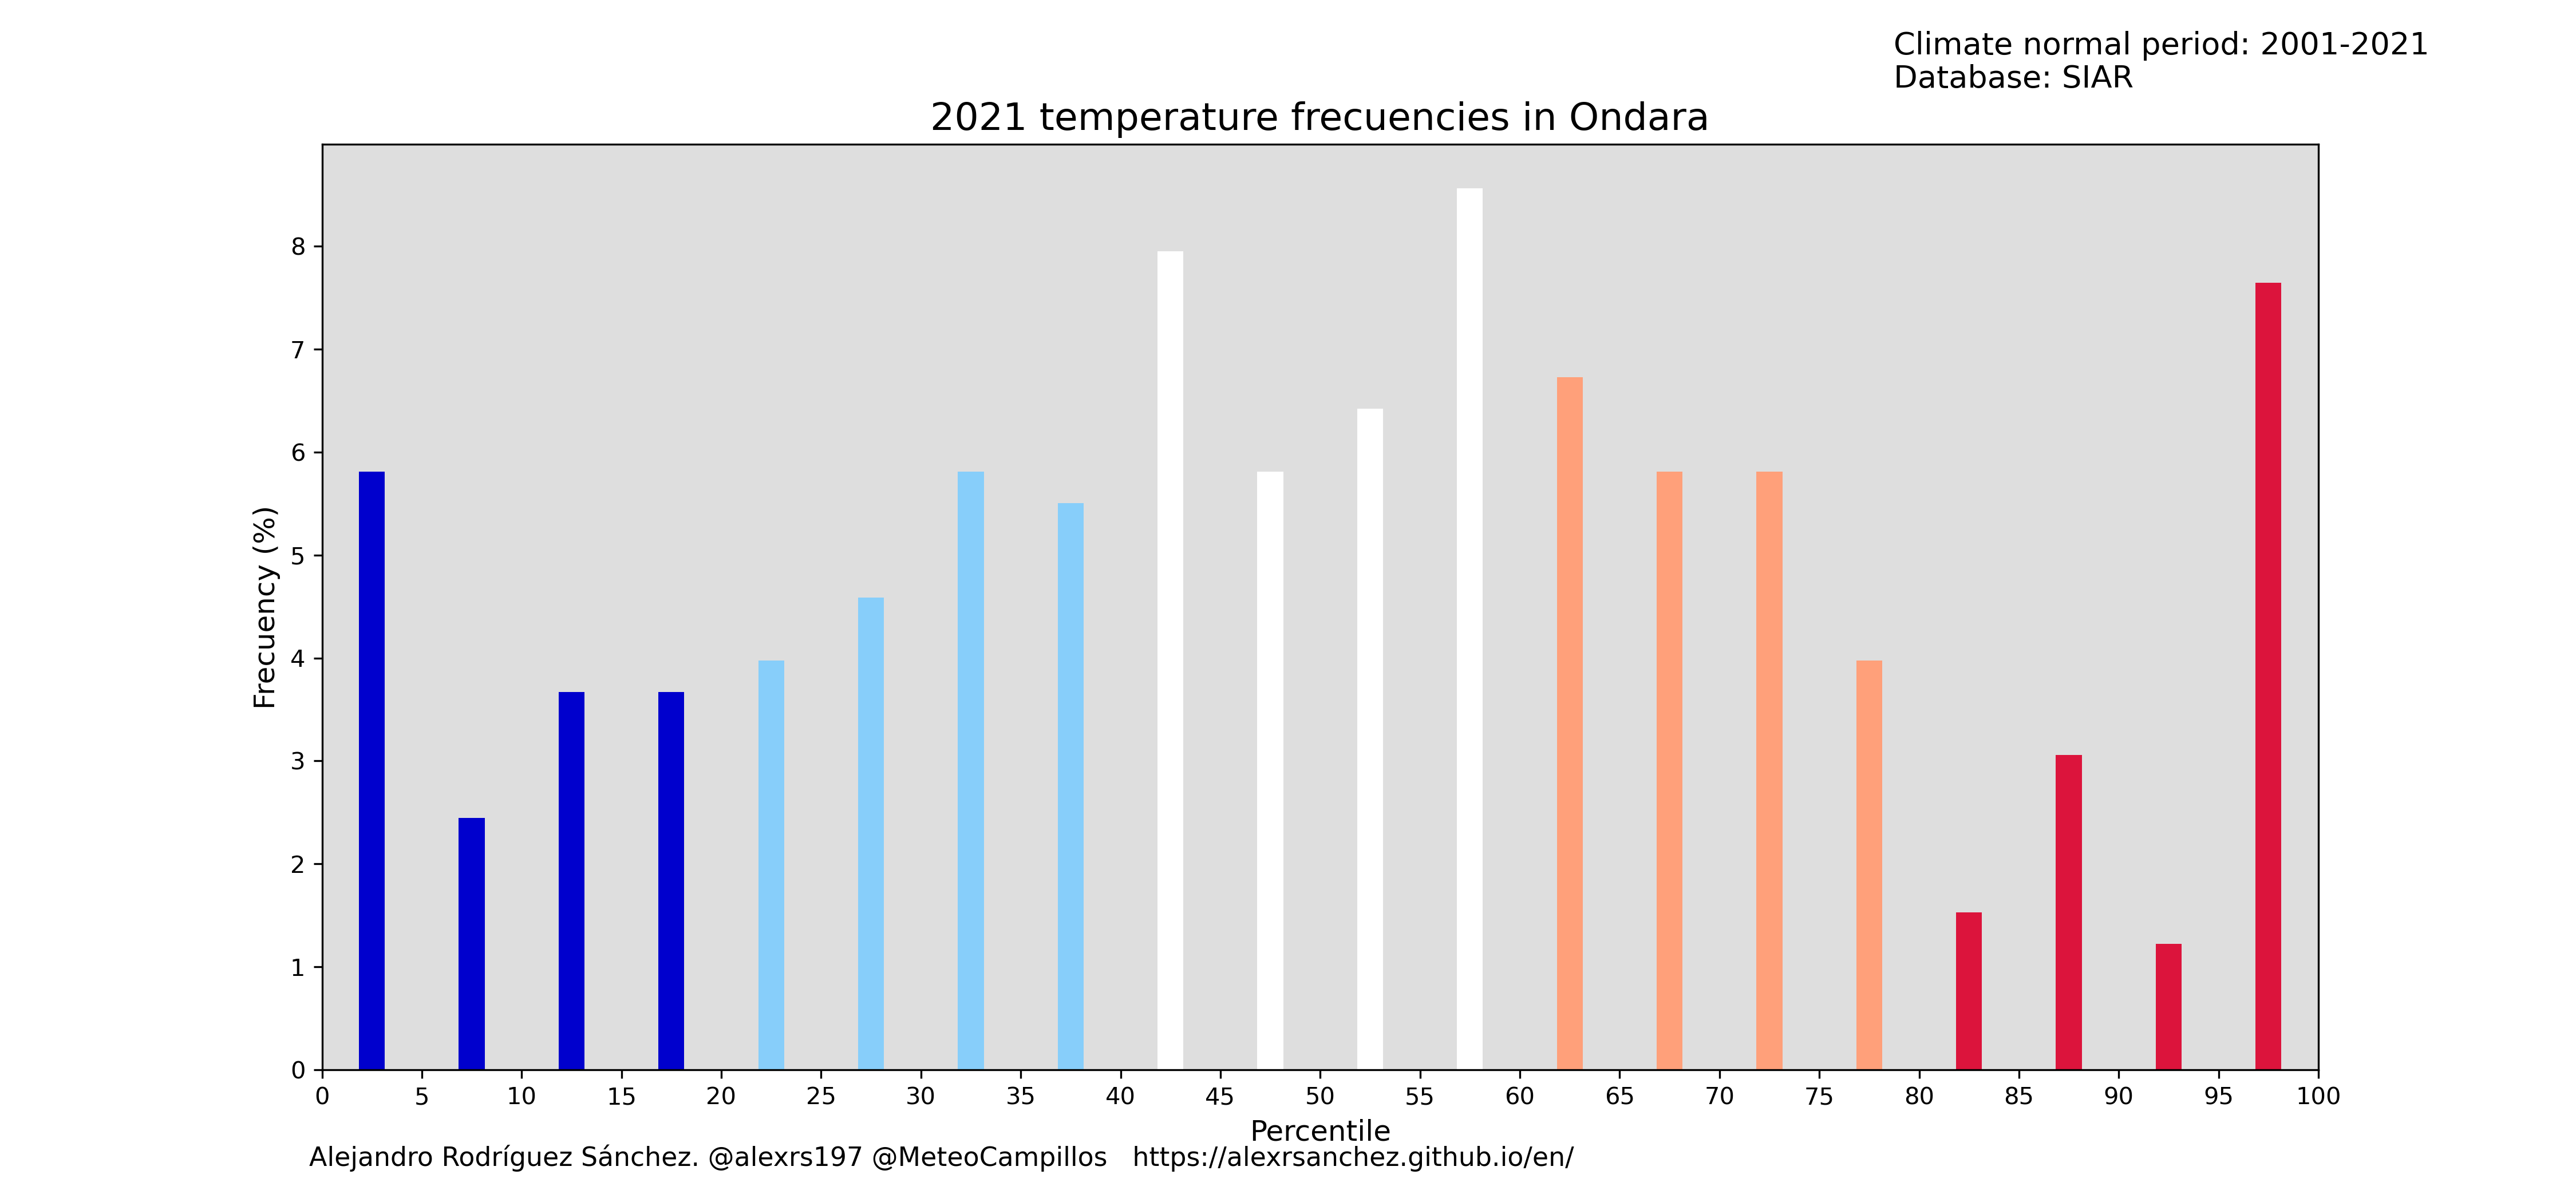 Climate normal period: 2001-2021
Database: SIAR
2021 temperature frecuencies in Ondara
Frecuency (%)
8
7
6
5
4
3
2
1
0
0 5 10 15 20 25 30 35 40 45 50 55 60 65 70 75 80 85 90 95 100
Percentile
Alejandro Rodríguez Sánchez. @alexrs197 @MeteoCampillos https://alexrsanchez.github.io/en/